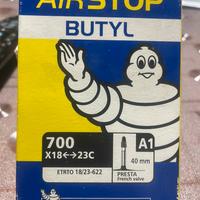 AIRSTOP
BUTYL
700
X18↔23C
A1
40 mm
ETRTO 18/23-622
PRESTA
French valve